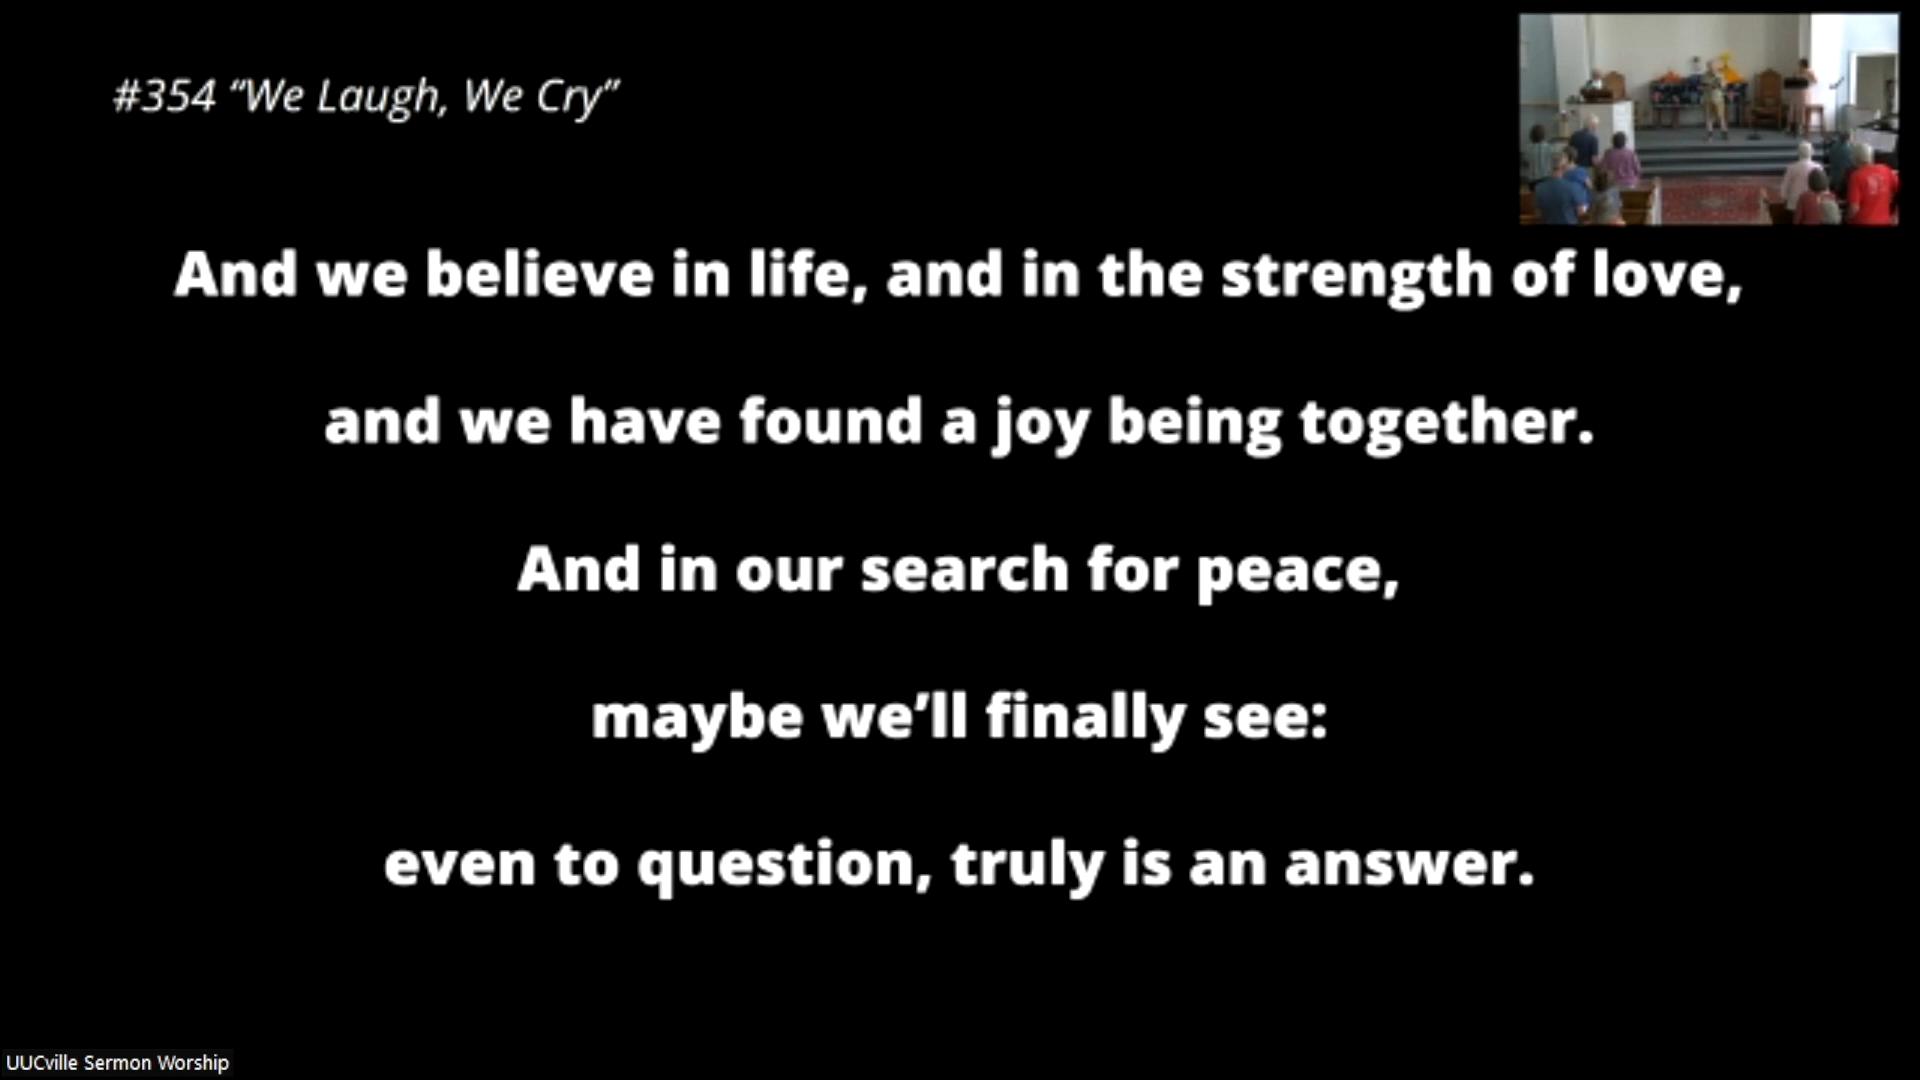 #354 “We Laugh, We Cry”
And we believe in life, and in the strength of love,
and we have found a joy being together.
And in our search for peace,
maybe we’ll finally see:
even to question, truly is an answer.
UUCville Sermon Worship